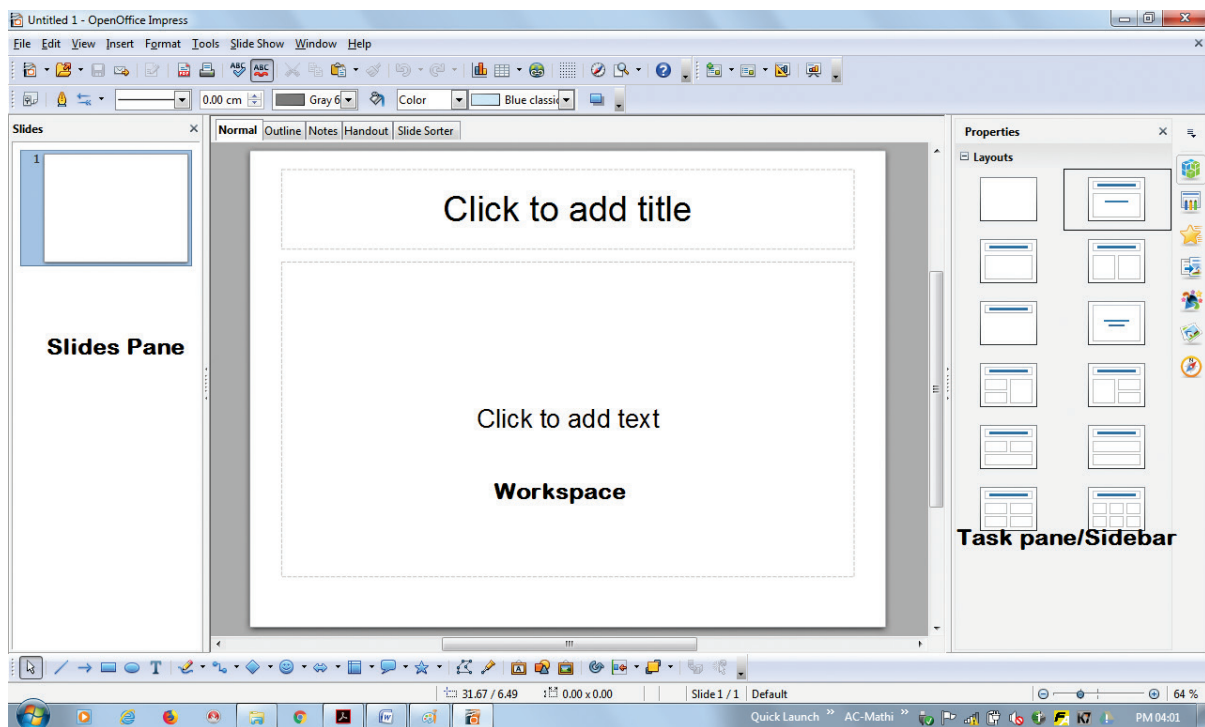 Untitled 1 - OpenOffice Impress
File Edit View Insert Format Tools Slide Show Window Help
ABC ABC
0.00 cm Gray 6 Color Blue classic
Slides
Normal Outline Notes Handout Slide Sorter
Properties
Layouts
1
Click to add title
Slides Pane
Click to add text
Workspace
Task pane/Sidebar
T
31.67 / 6.49 0.00 x 0.00 Slide 1 / 1 Default 64 %
Quick Launch » AC-Mathi » PM 04:01